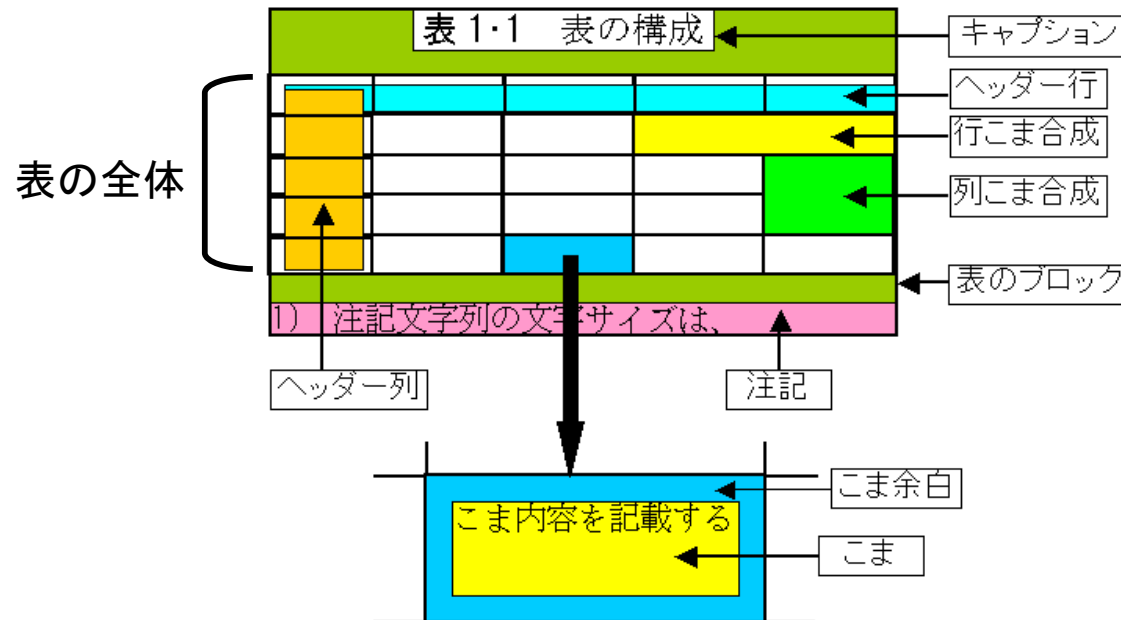 表 1・1　表の構成
キャプション
ヘッダー行
行こま合成
表の全体
列こま合成
表のブロック
1)　注記文字列の文字サイズは、
ヘッダー列
注記
こま余白
こま内容を記載する
こま